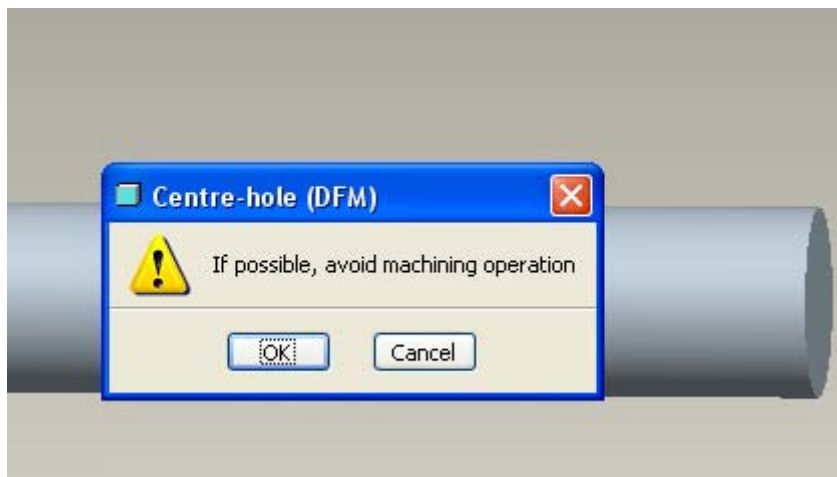 Centre-hole (DFM)
If possible, avoid machining operation
OK
Cancel